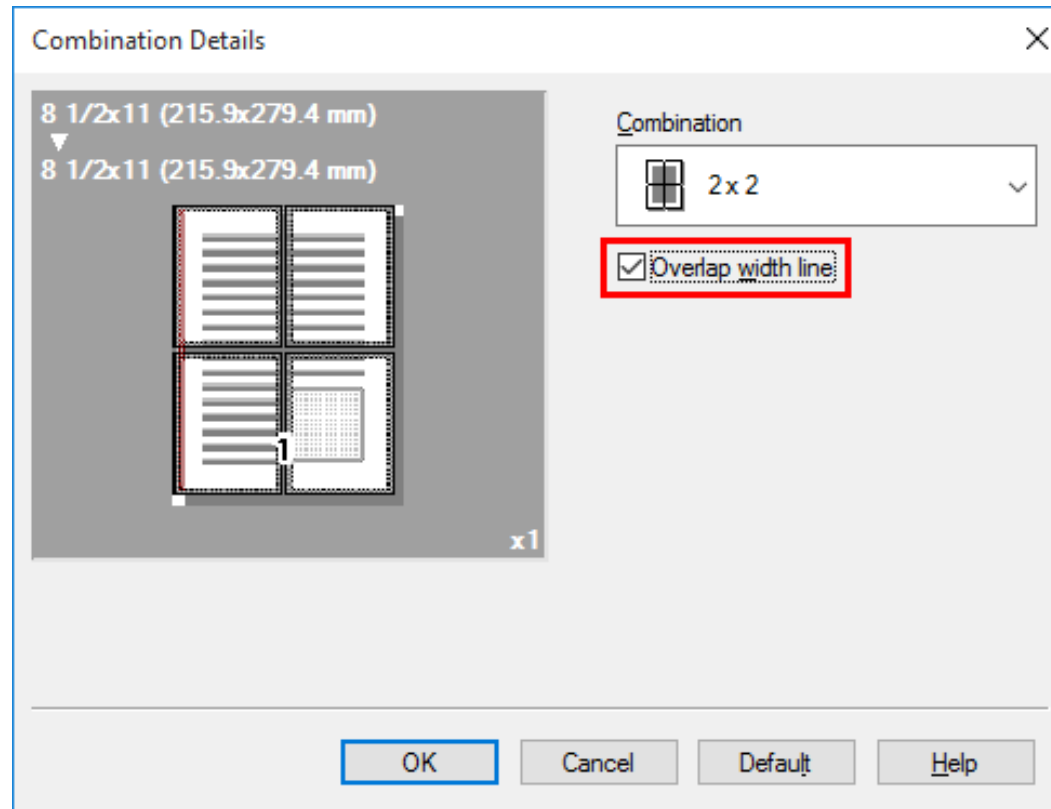 Combination Details
8 1/2x11 (215.9x279.4 mm)
8 1/2x11 (215.9x279.4 mm)
1
x1
Combination
2 x 2
Overlap width line
OK
Cancel
Default
Help